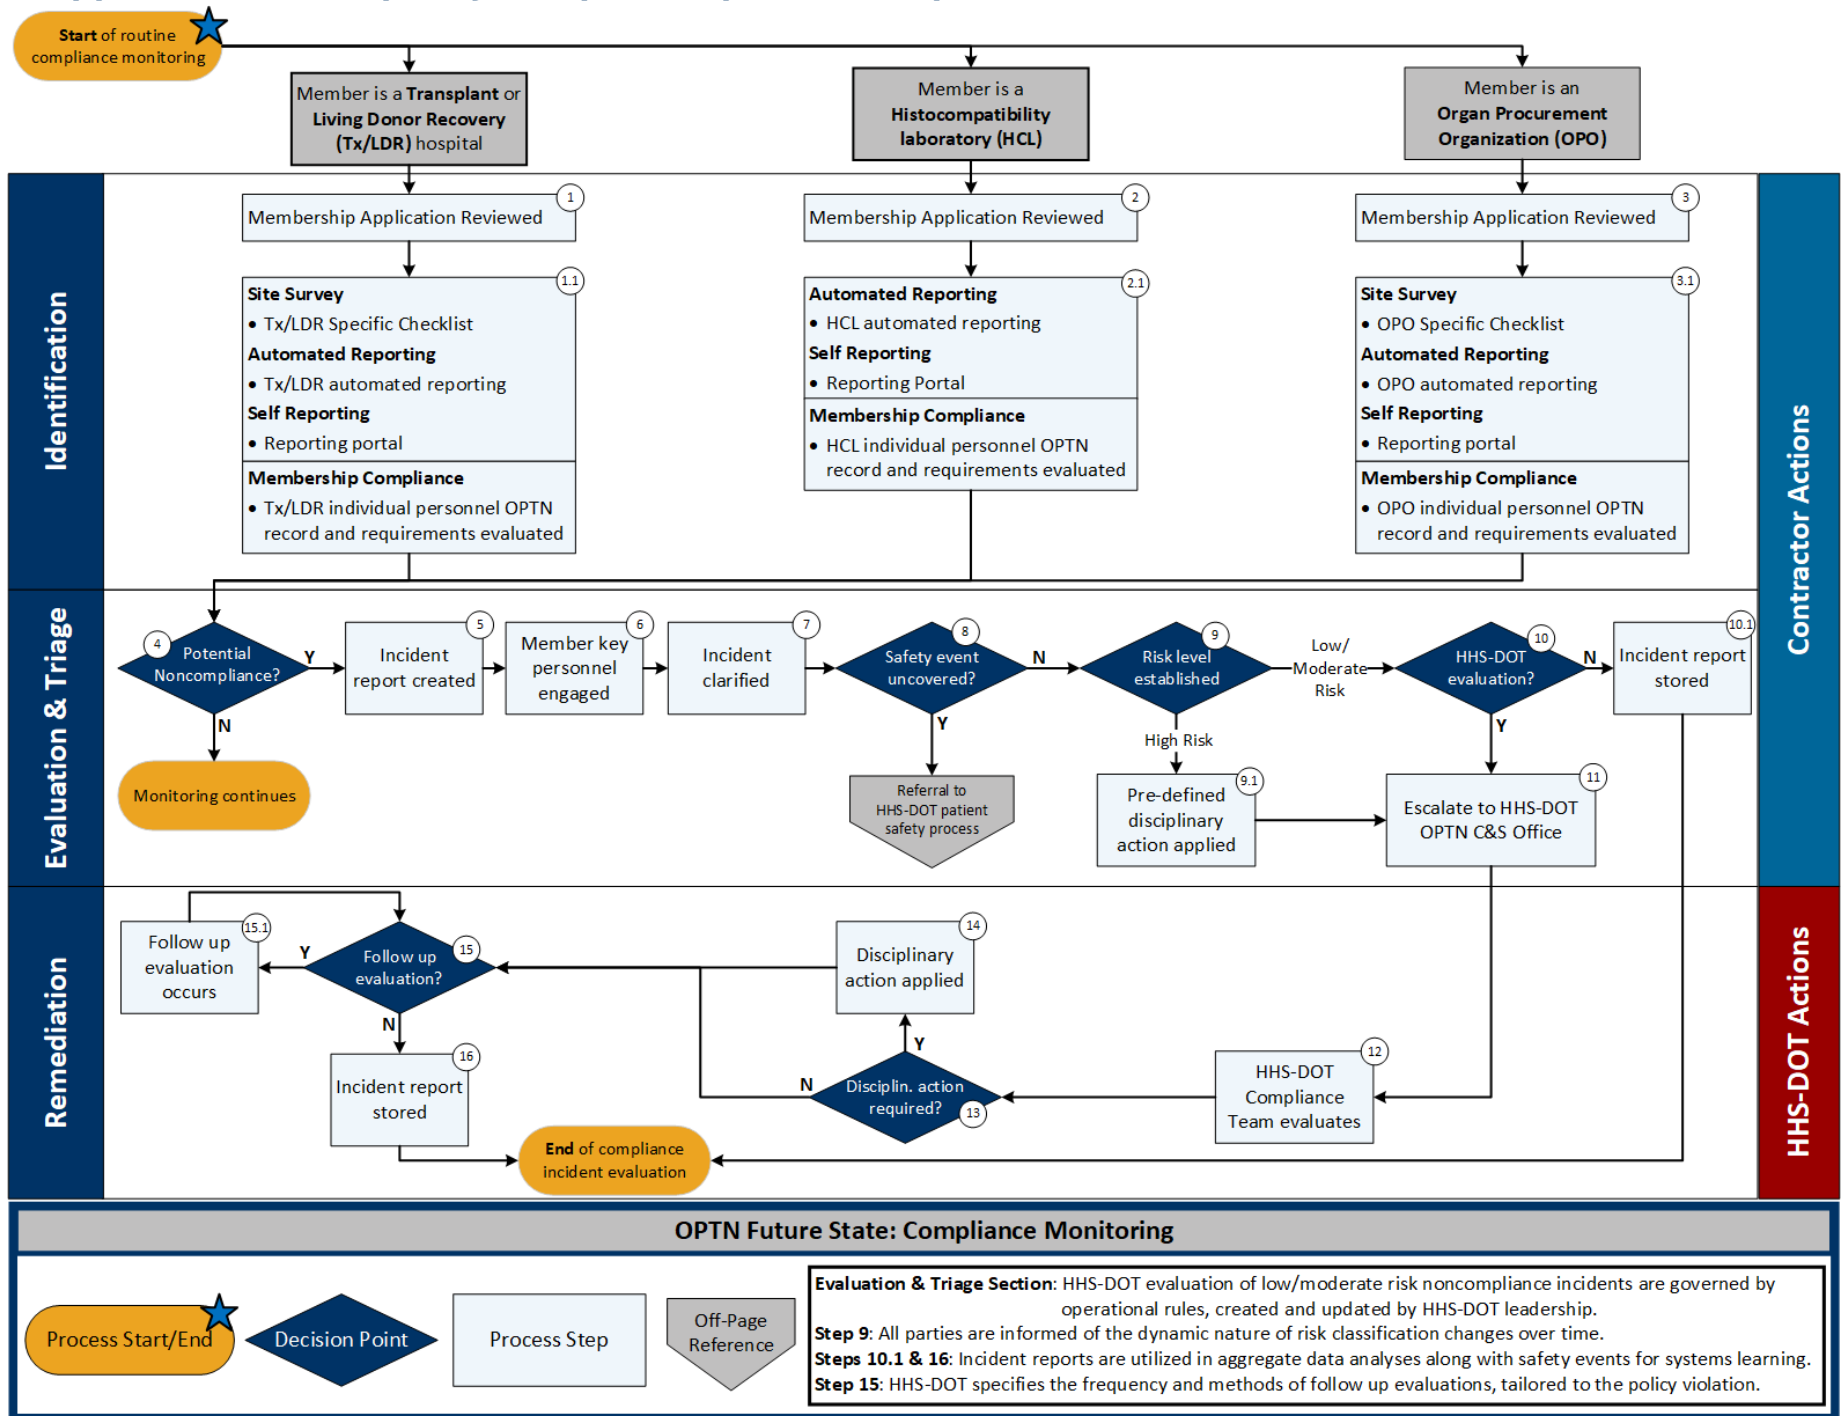 Start of routine
compliance monitoring
Member is a Transplant or
Living Donor Recovery
(Tx/LDR) hospital
Member is a
Histocompatibility
laboratory (HCL)
Member is an
Organ Procurement
Organization (OPO)
Identification
Contractor Actions
1
Membership Application Reviewed
2
Membership Application Reviewed
3
Membership Application Reviewed
1.1
Site Survey
• Tx/LDR Specific Checklist
Automated Reporting
• Tx/LDR automated reporting
Self Reporting
• Reporting portal
Membership Compliance
• Tx/LDR individual personnel OPTN
record and requirements evaluated
2.1
Automated Reporting
• HCL automated reporting
Self Reporting
• Reporting Portal
Membership Compliance
• HCL individual personnel OPTN
record and requirements evaluated
3.1
Site Survey
• OPO Specific Checklist
Automated Reporting
• OPO automated reporting
Self Reporting
• Reporting portal
Membership Compliance
• OPO individual personnel OPTN
record and requirements evaluated
Evaluation & Triage
4
Potential
Noncompliance?
Y
N
Monitoring continues
5
Incident
report created
6
Member key
personnel
engaged
7
Incident
clarified
8
Safety event
uncovered?
N
Y
Referral to
HHS-DOT patient
safety process
9
Risk level
established
Low/
Moderate
Risk
High Risk
9.1
Pre-defined
disciplinary
action applied
10
HHS-DOT
evaluation?
N
Y
10.1
Incident report
stored
11
Escalate to HHS-DOT
OPTN C&S Office
Remediation
HHS-DOT Actions
15.1
Follow up
evaluation
occurs
Y
15
Follow up
evaluation?
N
16
Incident report
stored
14
Disciplinary
action applied
Y
N
Disciplin. action
required?
13
12
HHS-DOT
Compliance
Team evaluates
End of compliance
incident evaluation
OPTN Future State: Compliance Monitoring
Process Start/End
Decision Point
Process Step
Off-Page
Reference
Evaluation & Triage Section: HHS-DOT evaluation of low/moderate risk noncompliance incidents are governed by
operational rules, created and updated by HHS-DOT leadership.
Step 9: All parties are informed of the dynamic nature of risk classification changes over time.
Steps 10.1 & 16: Incident reports are utilized in aggregate data analyses along with safety events for systems learning.
Step 15: HHS-DOT specifies the frequency and methods of follow up evaluations, tailored to the policy violation.